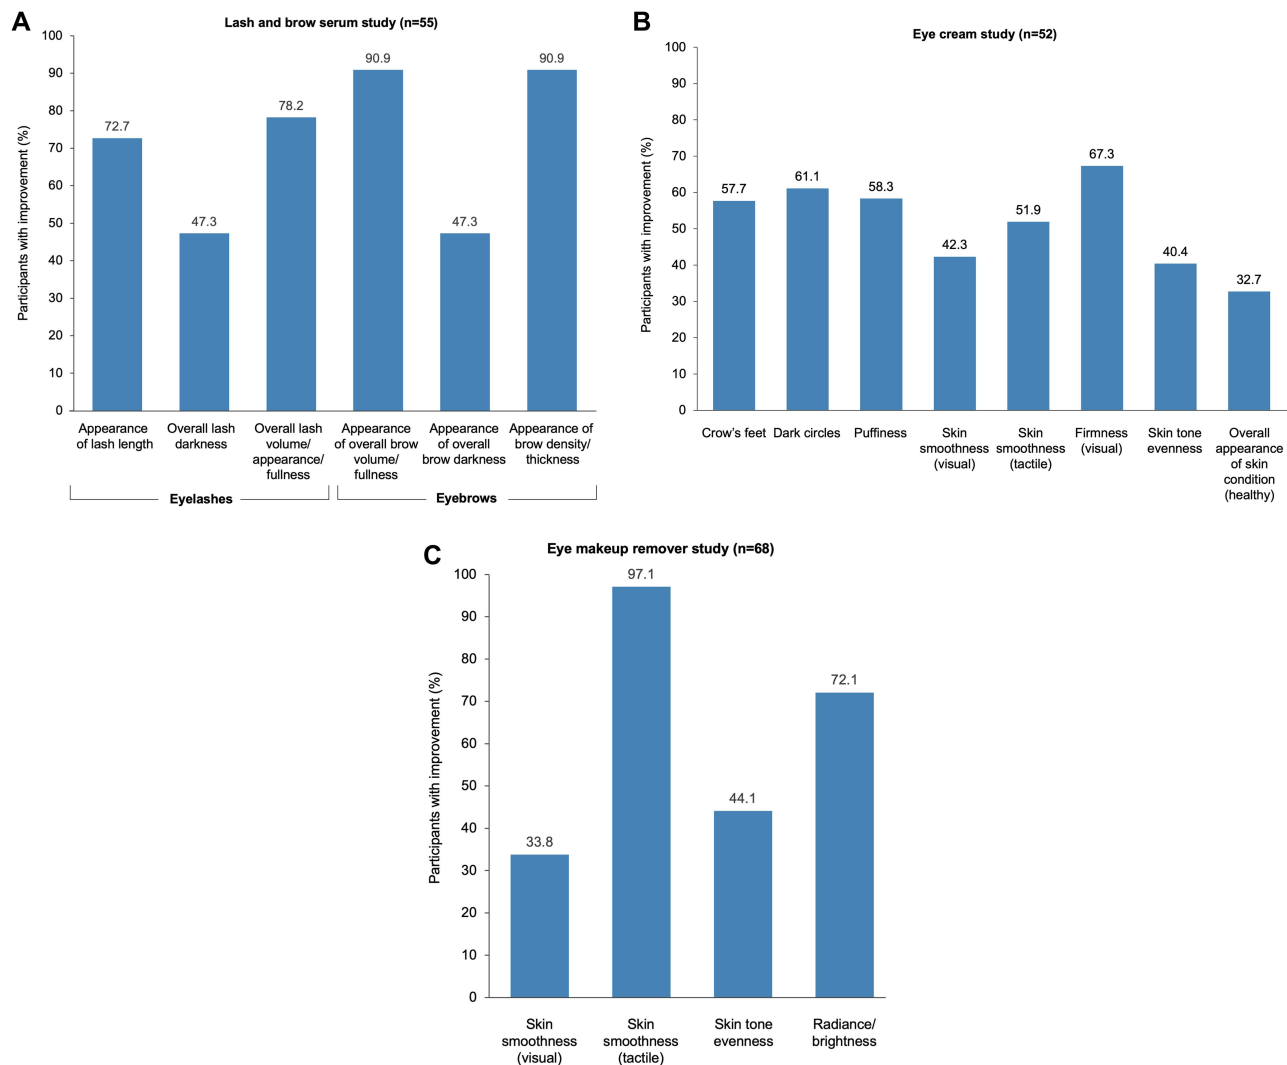 A
Lash and brow serum study (n=55)
Participants with improvement (%)
100
90
80
70
60
50
40
30
20
10
0
72.7
47.3
78.2
90.9
47.3
90.9
Appearance
of lash length
Overall lash
darkness
Overall lash
volume/
appearance/
fullness
Appearance
of overall brow
volume/
fullness
Appearance
of overall
brow darkness
Appearance of
brow density/
thickness
Eyelashes
Eyebrows
B
Eye cream study (n=52)
Participants with improvement (%)
100
90
80
70
60
50
40
30
20
10
0
57.7
61.1
58.3
42.3
51.9
67.3
40.4
32.7
Crow's feet
Dark circles
Puffiness
Skin
smoothness
(visual)
Skin
smoothness
(tactile)
Firmness
(visual)
Skin tone
evenness
Overall
appearance
of skin
condition
(healthy)
C
Eye makeup remover study (n=68)
Participants with improvement (%)
100
90
80
70
60
50
40
30
20
10
0
33.8
97.1
44.1
72.1
Skin
smoothness
(visual)
Skin
smoothness
(tactile)
Skin tone
evenness
Radiance/
brightness